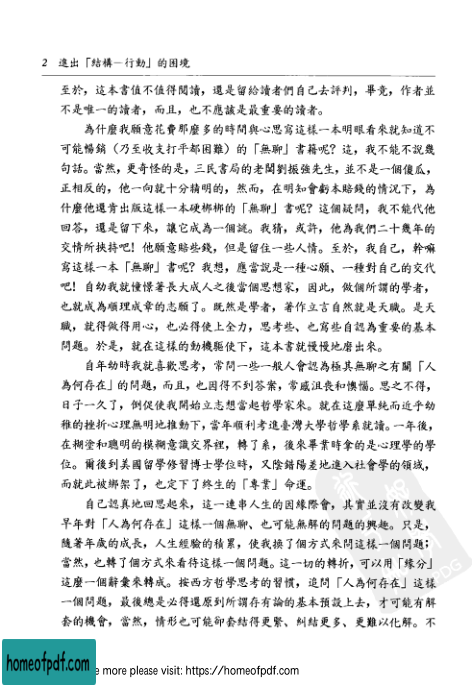 2 進出「結構－行動」的困境
至於，這本書值不值得閱讀，還是留給讀者們自己去評判，畢竟，作者並
不是唯一的讀者，而且，也不應該是最重要的讀者。
為什麼我願意花費那麼多的時間與心思寫這樣一本明眼看來就知道不
可能暢銷（乃至收支打平都困難）的「無聊」書籍呢？這，我不能不說幾
句話。當然，更奇怪的是，三民書局的老闆劉振強先生，並不是一個傻瓜，
正相反的，他一向就十分精明的，然而，在明知會虧本賠錢的情況下，為
什麼他還肯出版這樣一本硬梆梆的「無聊」書呢？這個疑問，我不能代他
回答，還是留下來，讓它成為一個謎。我猜，或許，他為我們二十幾年的
交情所挾持吧！他願意賠些錢，但是留住一些人情。至於，我自己，幹嘛
寫這樣一本「無聊」書呢？我想，應當說是一種心願、一種對自己的交代
吧！自幼我就憧憬著長大成人之後當個思想家，因此，做個所謂的學者，
也就成為順理成章的志願了。既然是學者，著作立言自然就是天職。是天
職，就得做得用心，也必得使上全力，思考些、也寫些自認為重要的基本
問題。於是，就在這樣的動機驅使下，這本書就慢慢地磨出來。
自年幼時我就喜歡思考，常問一些一般人會認為極其無聊之有關「人
為何存在」的問題，而且，也因得不到答案，常感沮喪和懊惱。思之不得，
日子一久了，倒促使我開始立志想當起哲學家來。就在這麼單純而近乎幼
稚的挫折心理無明地推動下，當年順利考進臺灣大學哲學系就讀。一年後，
在糊塗和聰明的模糊意識交界裡，轉了系，後來畢業時拿的是心理學的學
位。爾後到美國留學修習博士學位時，又陰錯陽差地進入社會學的領域，
而就此被綁架了，也定下了終生的「專業」命運。
自己認真地回思起來，這一連串人生的因緣際會，其實並沒有改變我
早年對「人為何存在」這樣一個無聊、也可能無解的問題的興趣。只是，
隨著年歲的成長，人生經驗的積累，使我換了個方式來問這樣一個問題；
當然，也轉了個方式來看待這樣一個問題。這一切的轉折，可以用「緣分」
這麼一個辭彙來轉成。按西方哲學思考的習慣，追問「人為何存在」這樣
一個問題，最後總是必得還原到所謂存有論的基本預設上去，才可能有解
套的機會，當然，情形也可能卻套結得更緊、糾結更多、更難以化解。不
homeofpdf.com
e more please visit: https://homeofpdf.com